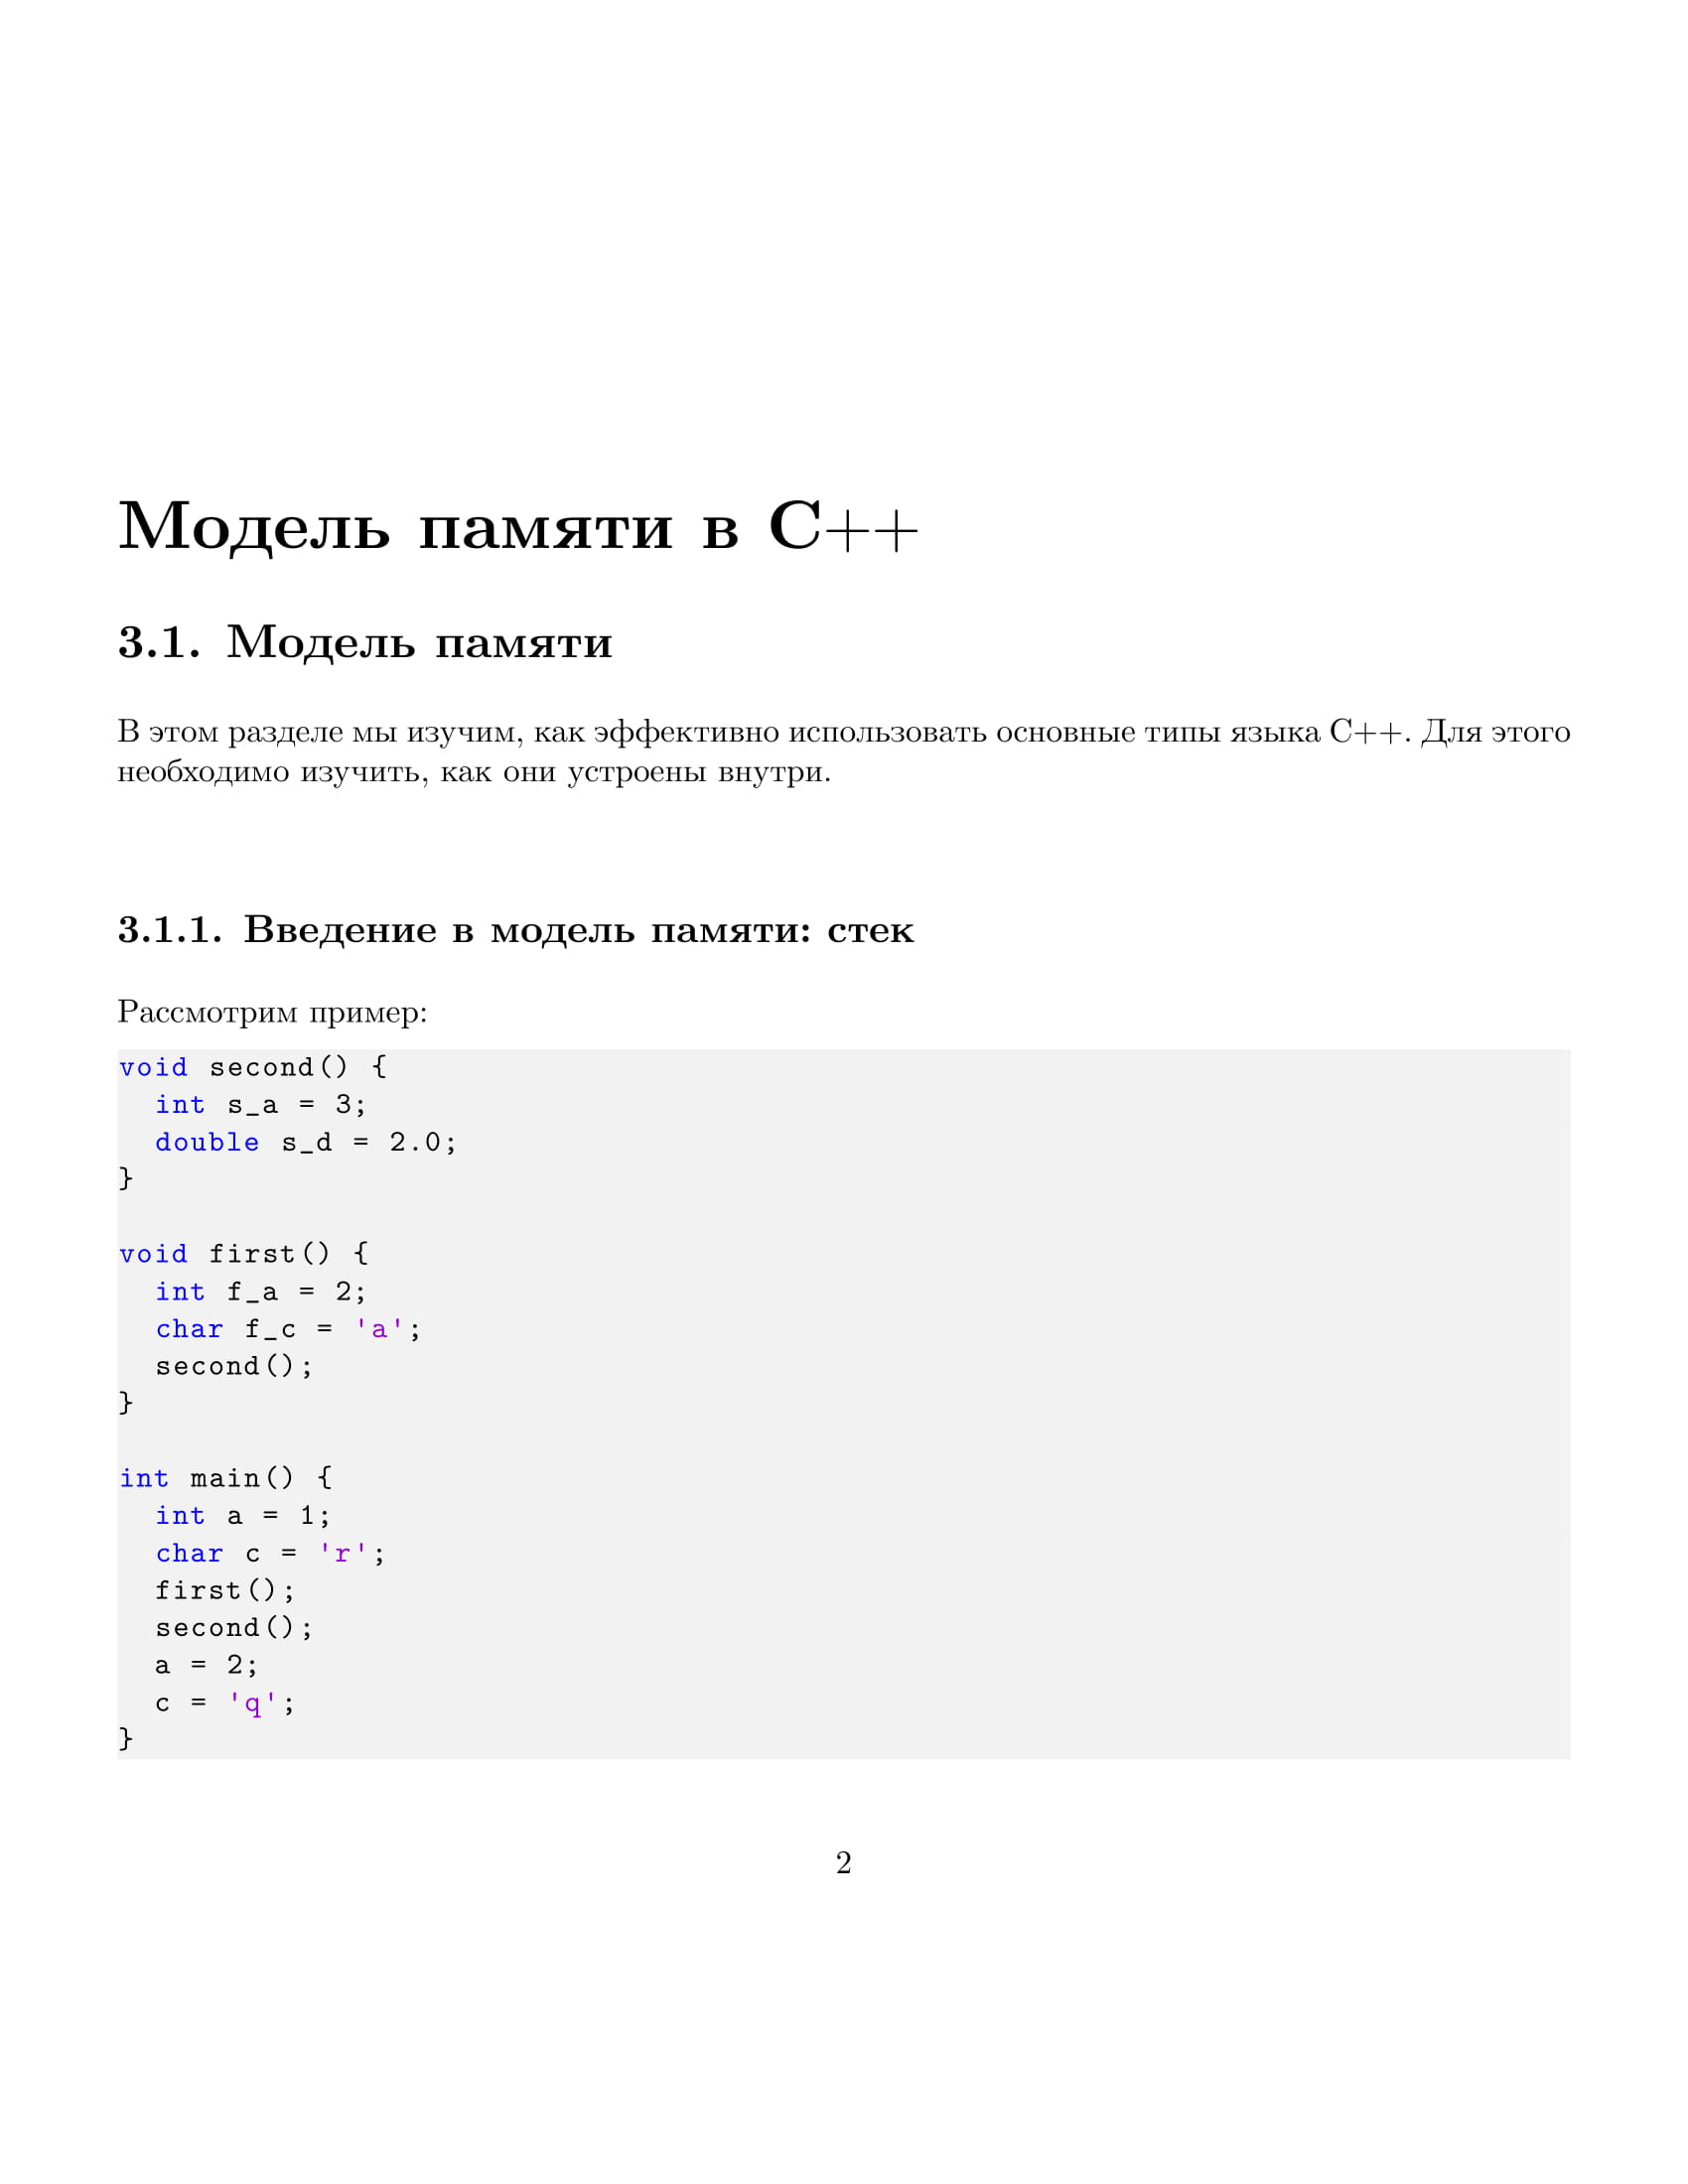 Модель памяти в C++
3.1. Модель памяти
В этом разделе мы изучим, как эффективно использовать основные типы языка C++. Для этого
необходимо изучить, как они устроены внутри.
3.1.1. Введение в модель памяти: стек
Рассмотрим пример:
void second() {
  int s_a = 3;
  double s_d = 2.0;
}

void first() {
  int f_a = 2;
  char f_c = 'a';
  second();
}

int main() {
  int a = 1;
  char c = 'r';
  first();
  second();
  a = 2;
  c = 'q';
}
2